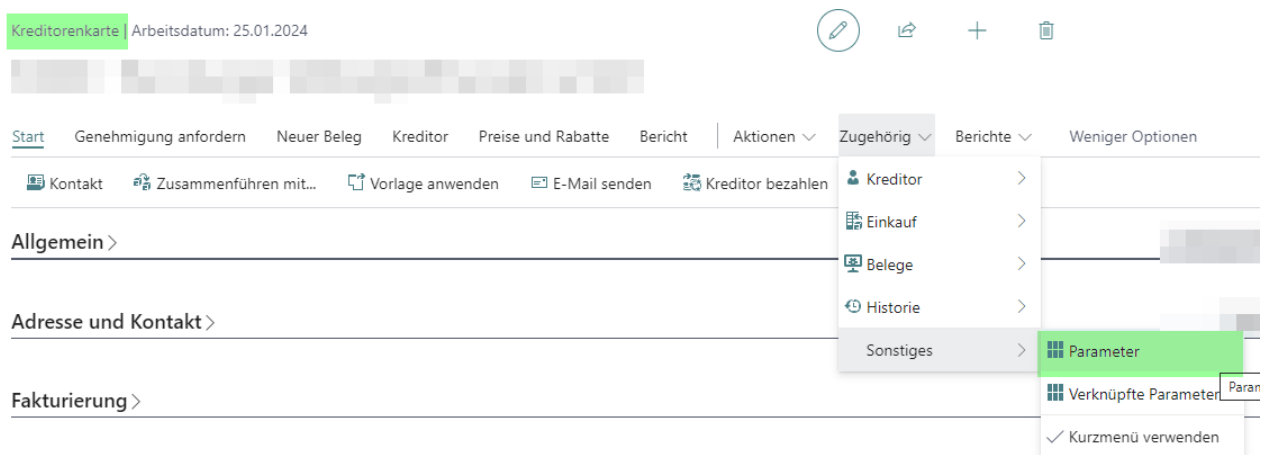 Kreditorenkarte | Arbeitsdatum: 25.01.2024
Start Genehmigung anfordern Neuer Beleg Kreditor Preise und Rabatte Bericht Aktionen Zugehörig Berichte Weniger Optionen
Kontakt Zusammenführen mit... Vorlage anwenden E-Mail senden Kreditor bezahlen
Kreditor
Einkauf
Belege
Historie
Sonstiges
Parameter
Verknüpfte Parameter
Kurzmenü verwenden
Allgemein
Adresse und Kontakt
Fakturierung